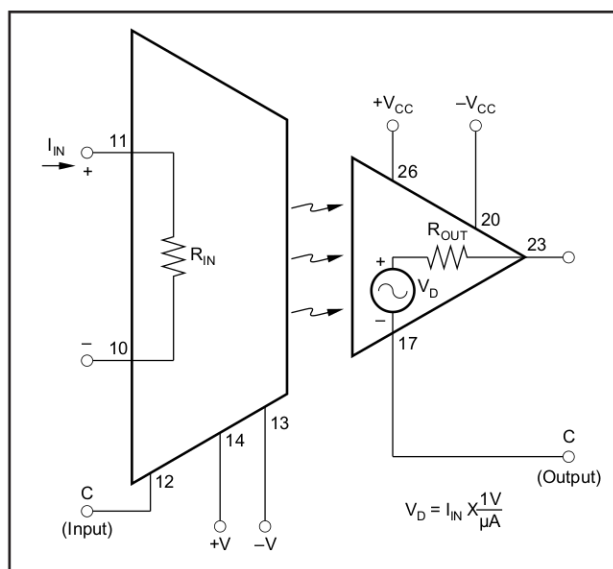 +V_CC
−V_CC
I_IN
11
+
26
20
R_OUT
23
R_IN
+
V_D
−
−
10
17
13
14
12
C
(Input)
+V
−V
C
(Output)
V_D = I_IN X 1V/µA